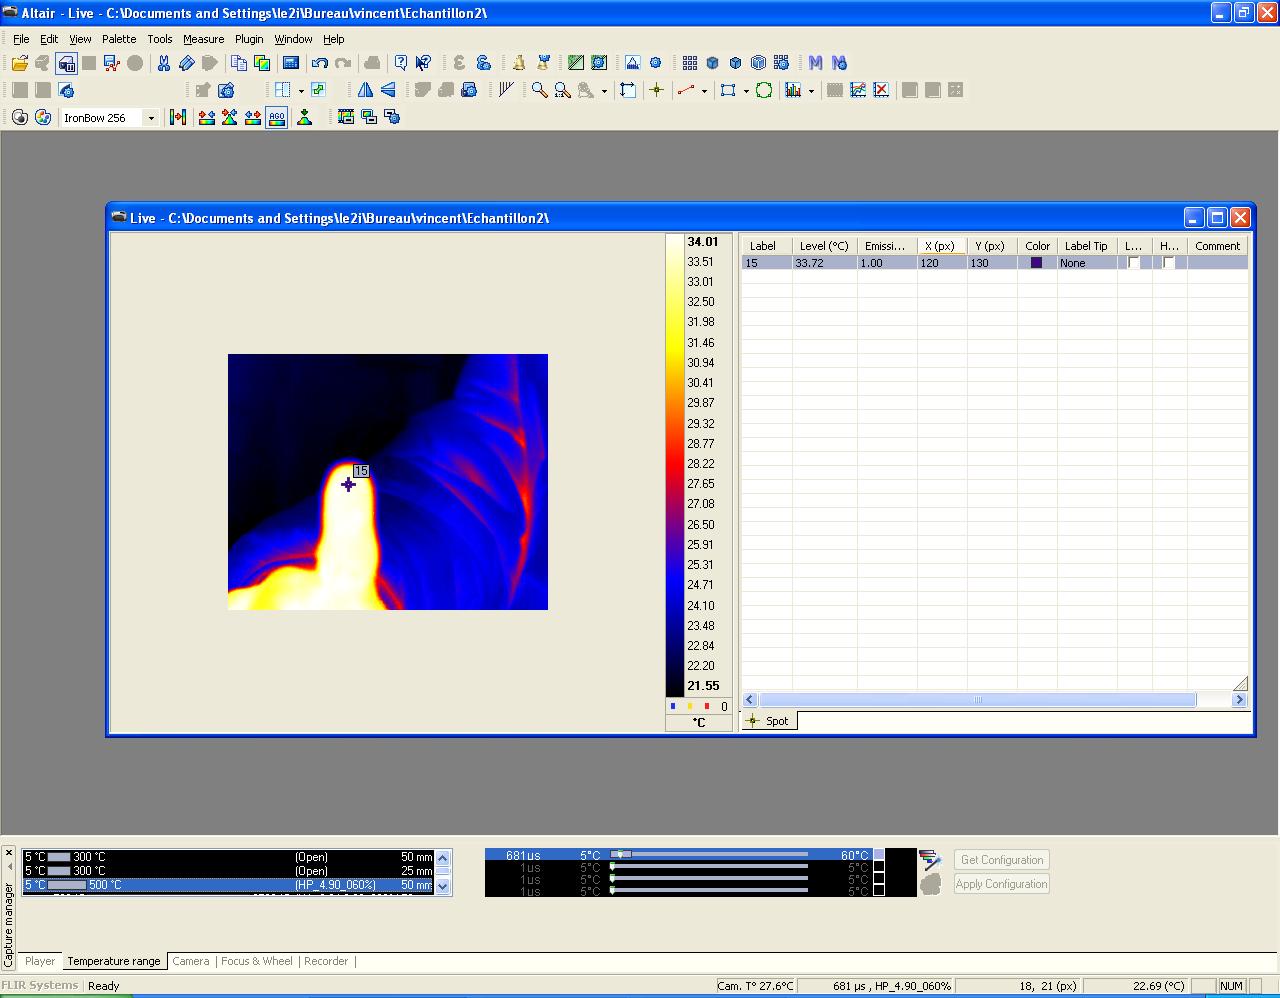 Altair - Live - C:\Documents and Settings\le2i\Bureau\vincent\Echantillon2\
File Edit View Palette Tools Measure Plugin Window Help
IronBow 256
AGO
Live - C:\Documents and Settings\le2i\Bureau\vincent\Echantillon2\
15
34.01
33.51
33.01
32.50
31.98
31.46
30.94
30.41
29.87
29.32
28.77
28.22
27.65
27.08
26.50
25.91
25.31
24.71
24.10
23.48
22.84
22.20
21.55
0
°C
Label Level (°C) Emissi... X (px) Y (px) Color Label Tip L... H... Comment
15 33.72 1.00 120 130 None
Spot
Capture manager
5 °C 300 °C (Open) 50 mm
5 °C 300 °C (Open) 25 mm
5 °C 500 °C (HP_4.90_060%) 50 mm
681us 5°C 60°C
1us 5°C 5°C
1us 5°C 5°C
1us 5°C 5°C
Get Configuration
Apply Configuration
Player Temperature range Camera Focus & Wheel Recorder
FLIR Systems Ready Cam. T° 27.6°C 681 µs , HP_4.90_060% 18, 21 (px) 22.69 (°C) NUM